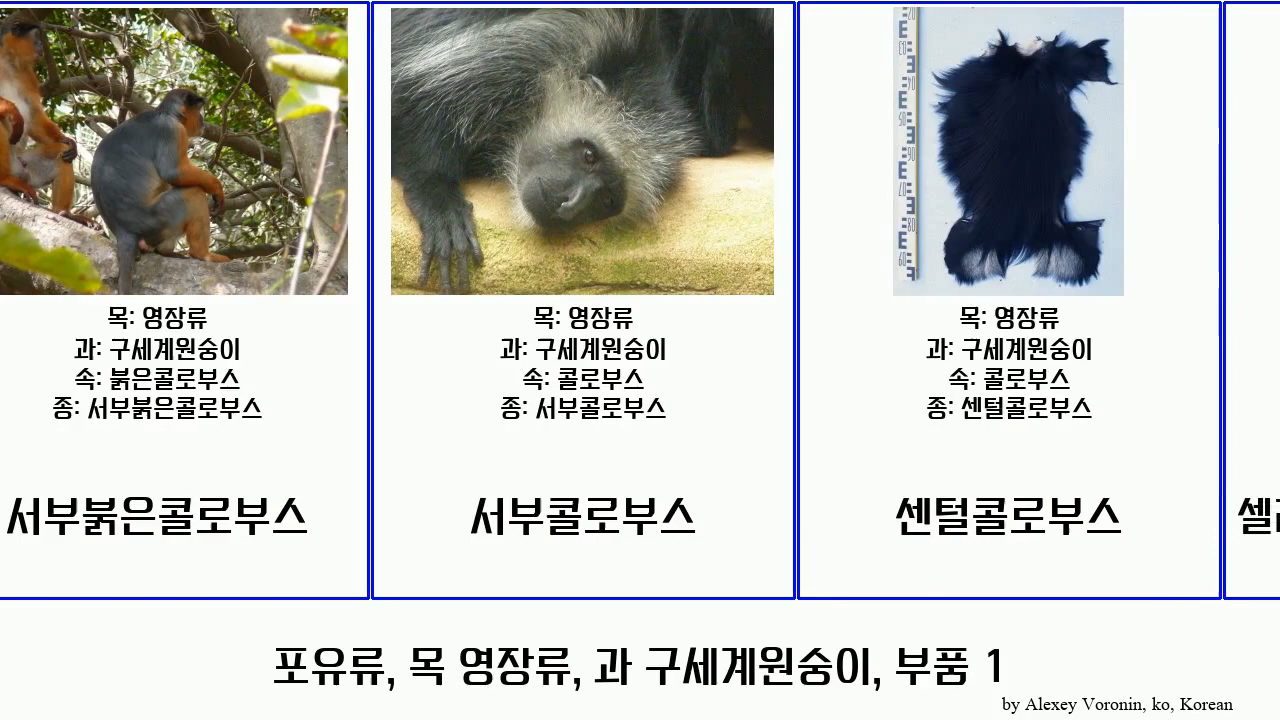 목: 영장류
과: 구세계원숭이
속: 붉은콜로부스
종: 서부붉은콜로부스
서부붉은콜로부스
목: 영장류
과: 구세계원숭이
속: 콜로부스
종: 서부콜로부스
서부콜로부스
목: 영장류
과: 구세계원숭이
속: 콜로부스
종: 센털콜로부스
센털콜로부스
포유류, 목 영장류, 과 구세계원숭이, 부품 1
by Alexey Voronin, ko, Korean